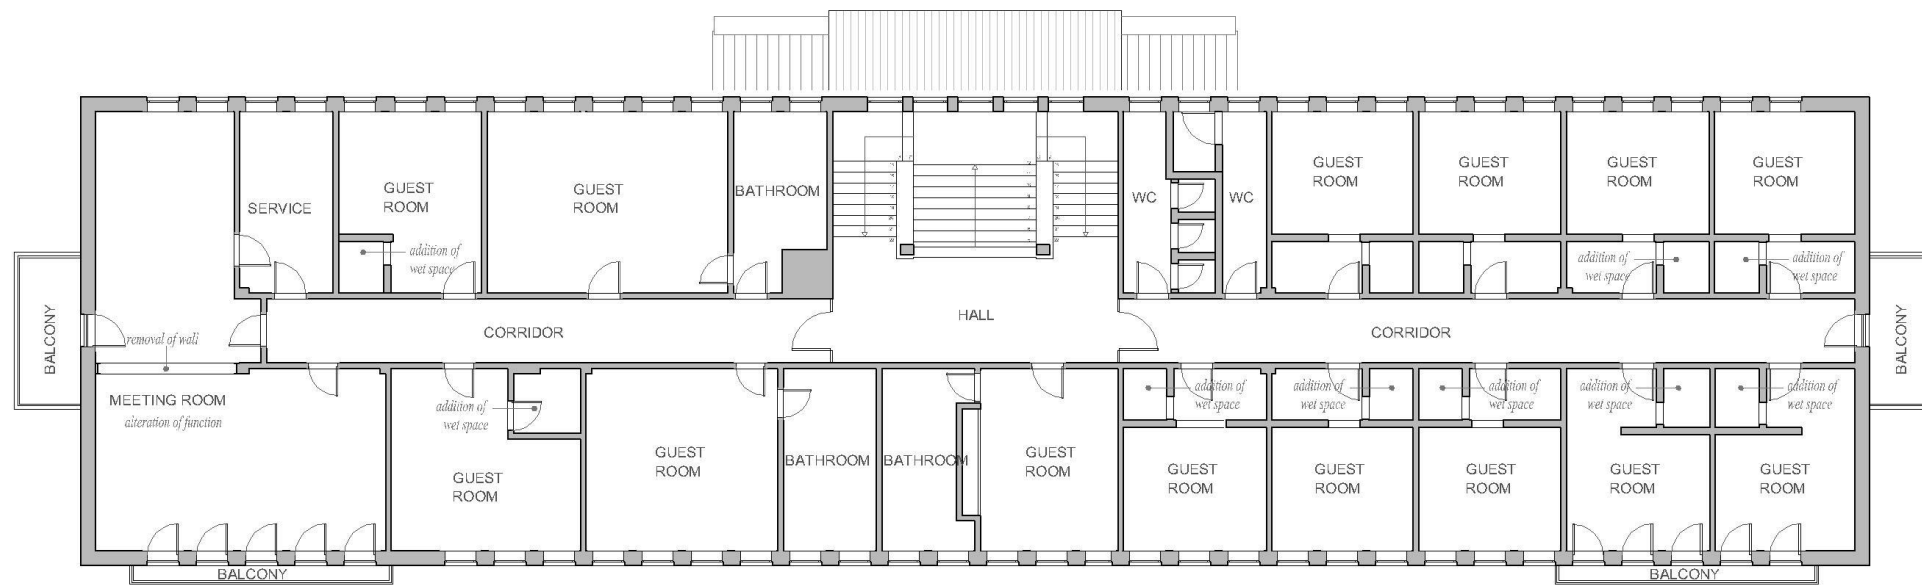 GUEST
ROOM
GUEST
ROOM
GUEST
ROOM
GUEST
ROOM
GUEST
ROOM
GUEST
ROOM
BATHROOM
WC
WC
SERVICE
addition of
wet space
addition of
wet space
addition of
wet space
BALCONY
CORRIDOR
HALL
CORRIDOR
BALCONY
removal of wall
MEETING ROOM
alteration of function
addition of
wet space
addition of
wet space
addition of
wet space
addition of
wet space
addition of
wet space
addition of
wet space
GUEST
ROOM
GUEST
ROOM
BATHROOM
BATHROOM
GUEST
ROOM
GUEST
ROOM
GUEST
ROOM
GUEST
ROOM
GUEST
ROOM
GUEST
ROOM
BALCONY
BALCONY